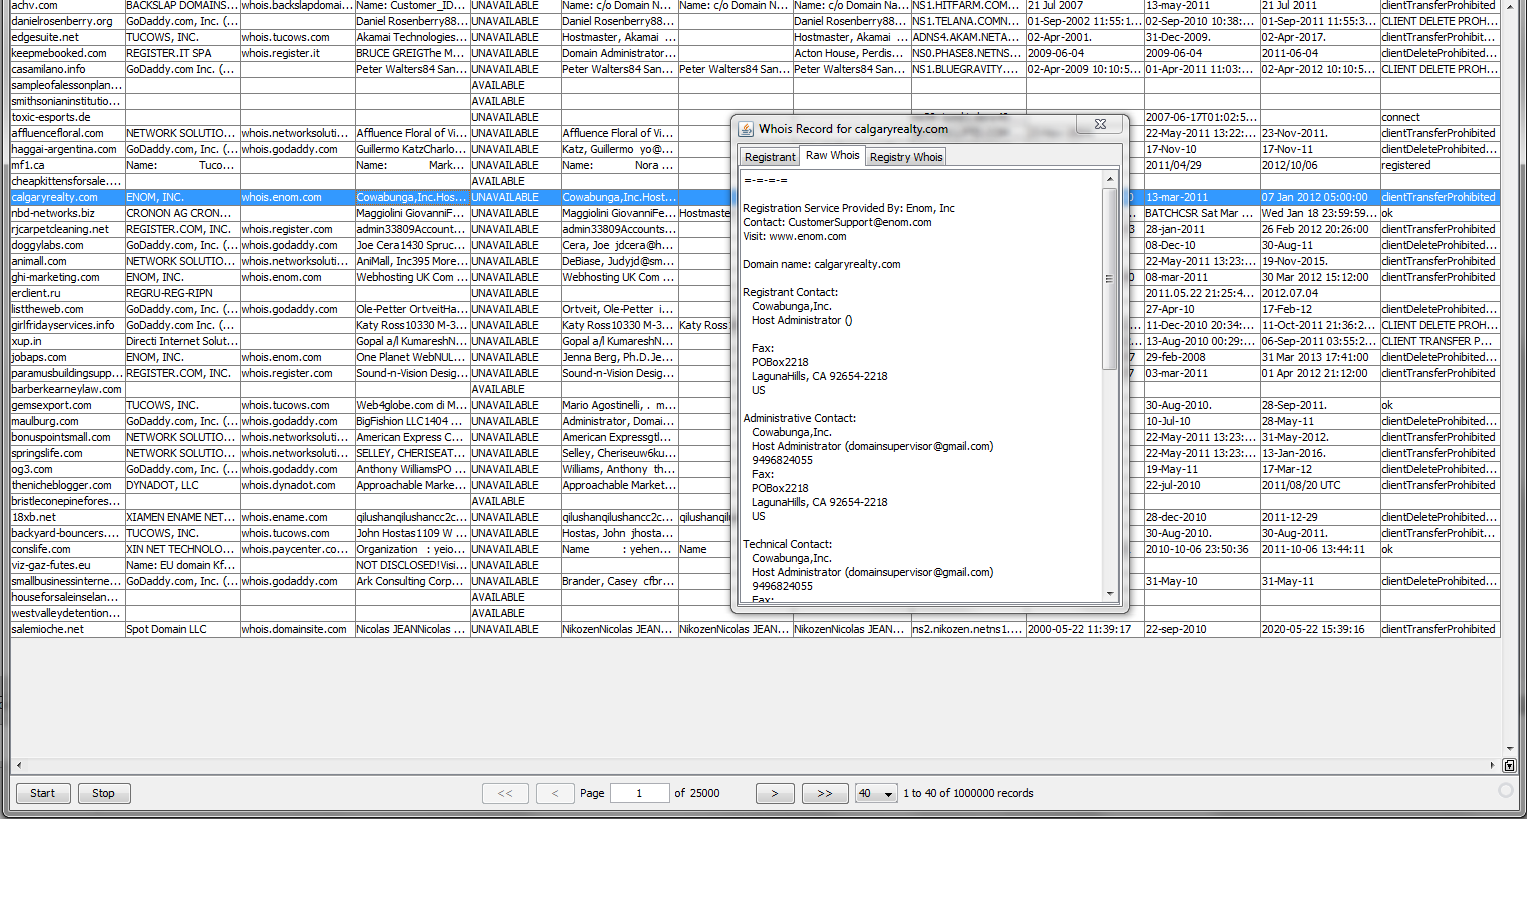 achv.com BACKSLAP DOMAINS... whois.backslapdomai... Name: Customer_ID... UNAVAILABLE Name: c/o Domain N... Name: c/o Domain N... Name: c/o Domain Na... NS1.HITFARM.COM... 21 Jul 2007 13-may-2011 21 Jul 2011 clientTransferProhibited
danielrosenberry.org GoDaddy.com, Inc. (... Daniel Rosenberry88... UNAVAILABLE Daniel Rosenberry88... Daniel Rosenberry88... NS1.TELANA.COMN... 01-Sep-2002 11:55:1... 02-Sep-2010 10:38:... 01-Sep-2011 11:55:3... CLIENT DELETE PROH...
edgesuite.net TUCOWS, INC. whois.tucows.com Akamai Technologies... UNAVAILABLE Hostmaster, Akamai ... Hostmaster, Akamai ... ADNS4.AKAM.NETA... 02-Apr-2001. 31-Dec-2009. 02-Apr-2017. clientTransferProhibited
keepmebooked.com REGISTER.IT SPA whois.register.it BRUCE GREIGThe M... UNAVAILABLE Domain Administrator... Acton House, Perdis... NS0.PHASE8.NETNS... 2009-06-04 2009-06-04 2011-06-04 clientDeleteProhibited...
casamilano.info GoDaddy.com Inc. (... Peter Walters84 San... UNAVAILABLE Peter Walters84 San... Peter Walters84 San... Peter Walters84 San... NS1.BLUEGRAVITY.... 02-Apr-2009 10:10:5... 01-Apr-2011 11:03:... 02-Apr-2012 10:10:5... CLIENT DELETE PROH...
sampleofalessonplan... AVAILABLE
smithsonianinstitutio... AVAILABLE
toxic-esports.de UNAVAILABLE 2007-06-17T01:02:5... connect
affluencefloral.com NETWORK SOLUTIO... whois.networksoluti... Affluence Floral of Vi... UNAVAILABLE Affluence Floral of Vi... 22-May-2011 13:22:... 23-Nov-2011. clientTransferProhibited
haggai-argentina.com GoDaddy.com, Inc. (... whois.godaddy.com Guillermo KatzCharlo... UNAVAILABLE Katz, Guillermo yo@... 17-Nov-10 17-Nov-11 clientDeleteProhibited...
mf1.ca Name: Tuco... Name: Mark... UNAVAILABLE Name: Nora ... 2011/04/29 2012/10/06 registered
cheapkittensforsale.... AVAILABLE
calgaryrealty.com ENOM, INC. whois.enom.com Cowabunga,Inc.Hos... UNAVAILABLE Cowabunga,Inc.Host... 0 13-mar-2011 07 Jan 2012 05:00:00 clientTransferProhibited
nbd-networks.biz CRONON AG CRON... Maggiolini GiovanniF... UNAVAILABLE Maggiolini GiovanniFe... Hostmaste BATCHCSR Sat Mar ... Wed Jan 18 23:59:59... ok
rjcarpetcleaning.net REGISTER.COM, INC. whois.register.com admin33809Account... UNAVAILABLE admin33809Accounts... 3 28-jan-2011 26 Feb 2012 20:26:00 clientTransferProhibited
doggylabs.com GoDaddy.com, Inc. (... whois.godaddy.com Joe Cera1430 Spruc... UNAVAILABLE Cera, Joe jdcera@h... 08-Dec-10 30-Aug-11 clientDeleteProhibited...
animall.com NETWORK SOLUTIO... whois.networksoluti... AniMall, Inc395 More... UNAVAILABLE DeBiase, Judyjd@sm... 22-May-2011 13:23:... 19-Nov-2015. clientTransferProhibited
ghi-marketing.com ENOM, INC. whois.enom.com Webhosting UK Com ... UNAVAILABLE Webhosting UK Com ... 0 08-mar-2011 30 Mar 2012 15:12:00 clientTransferProhibited
erclient.ru REGRU-REG-RIPN UNAVAILABLE 2011.05.22 21:25:4... 2012.07.04
listtheweb.com GoDaddy.com, Inc. (... whois.godaddy.com Ole-Petter OrtveitHa... UNAVAILABLE Ortveit, Ole-Petter i... 27-Apr-10 17-Feb-12 clientDeleteProhibited...
girlfridayservices.info GoDaddy.com Inc. (... Katy Ross10330 M-3... UNAVAILABLE Katy Ross10330 M-3... Katy Ross1 11-Dec-2010 20:34:... 11-Oct-2011 21:36:2... CLIENT DELETE PROH...
xup.in Directi Internet Solut... Gopal a/l KumareshN... UNAVAILABLE Gopal a/l KumareshN... 13-Aug-2010 00:29:... 06-Sep-2011 03:55:2... CLIENT TRANSFER P...
jobaps.com ENOM, INC. whois.enom.com One Planet WebNUL... UNAVAILABLE Jenna Berg, Ph.D.Je... 7 29-feb-2008 31 Mar 2013 17:41:00 clientTransferProhibited
paramusbuildingsupp... REGISTER.COM, INC. whois.register.com Sound-n-Vision Desig... UNAVAILABLE Sound-n-Vision Desig... 7 03-mar-2011 01 Apr 2012 21:12:00 clientTransferProhibited
barberkearneylaw.com AVAILABLE
gemsexport.com TUCOWS, INC. whois.tucows.com Web4globe.com di M... UNAVAILABLE Mario Agostinelli, . m... 30-Aug-2010. 28-Sep-2011. ok
maulburg.com GoDaddy.com, Inc. (... whois.godaddy.com BigFishion LLC1404 ... UNAVAILABLE Administrator, Domai... 10-Jul-10 28-May-11 clientDeleteProhibited...
bonuspointsmall.com NETWORK SOLUTIO... whois.networksoluti... American Express C... UNAVAILABLE American Expressgtl... 22-May-2011 13:23:... 31-May-2012. clientTransferProhibited
springslife.com NETWORK SOLUTIO... whois.networksoluti... SELLEY, CHERISEAT... UNAVAILABLE Selley, Cheriseuw6ku... 22-May-2011 13:23:... 13-Jan-2016. clientTransferProhibited
og3.com GoDaddy.com, Inc. (... whois.godaddy.com Anthony WilliamsPO ... UNAVAILABLE Williams, Anthony th... 19-May-11 17-Mar-12 clientDeleteProhibited...
thenicheblogger.com DYNADOT, LLC whois.dynadot.com Approachable Marke... UNAVAILABLE Approachable Market... 22-jul-2010 2011/08/20 UTC clientTransferProhibited
bristleconepinefores... AVAILABLE
18xb.net XIAMEN ENAME NET... whois.ename.com qilushanqilushancc2c... UNAVAILABLE qilushanqilushancc2c... qilushanqilu 28-dec-2010 2011-12-29 clientDeleteProhibited...
backyard-bouncers.... TUCOWS, INC. whois.tucows.com John Hostas1109 W ... UNAVAILABLE Hostas, John jhosta... 30-Aug-2010. 30-Aug-2011. clientTransferProhibited...
conslife.com XIN NET TECHNOLO... whois.paycenter.co... Organization : yeio... UNAVAILABLE Name : yehen... Name 2010-10-06 23:50:36 2011-10-06 13:44:11 ok
viz-gaz-futes.eu Name: EU domain Kf... NOT DISCLOSED!Visi... UNAVAILABLE
smallbusinessinterne... GoDaddy.com, Inc. (... whois.godaddy.com Ark Consulting Corp... UNAVAILABLE Brander, Casey cfbr... 31-May-10 31-May-11 clientDeleteProhibited...
houseforsaleinselan... AVAILABLE
westvalleydetention... AVAILABLE
salemioche.net Spot Domain LLC whois.domainsite.com Nicolas JEANNicolas ... UNAVAILABLE NikozenNicolas JEAN... NikozenNicolas JEAN... NikozenNicolas JEAN... ns2.nikozen.netns1.... 2000-05-22 11:39:17 22-sep-2010 2020-05-22 15:39:16 clientTransferProhibited
Whois Record for calgaryrealty.com
Registrant Raw Whois Registry Whois
=-=-=-=
Registration Service Provided By: Enom, Inc
Contact: CustomerSupport@enom.com
Visit: www.enom.com
Domain name: calgaryrealty.com
Registrant Contact:
Cowabunga,Inc.
Host Administrator ()
Fax:
POBox2218
LagunaHills, CA 92654-2218
US
Administrative Contact:
Cowabunga,Inc.
Host Administrator (domainsupervisor@gmail.com)
9496824055
Fax:
POBox2218
LagunaHills, CA 92654-2218
US
Technical Contact:
Cowabunga,Inc.
Host Administrator (domainsupervisor@gmail.com)
9496824055
Fax:
Start Stop << < Page 1 of 25000 > >> 40 1 to 40 of 1000000 records